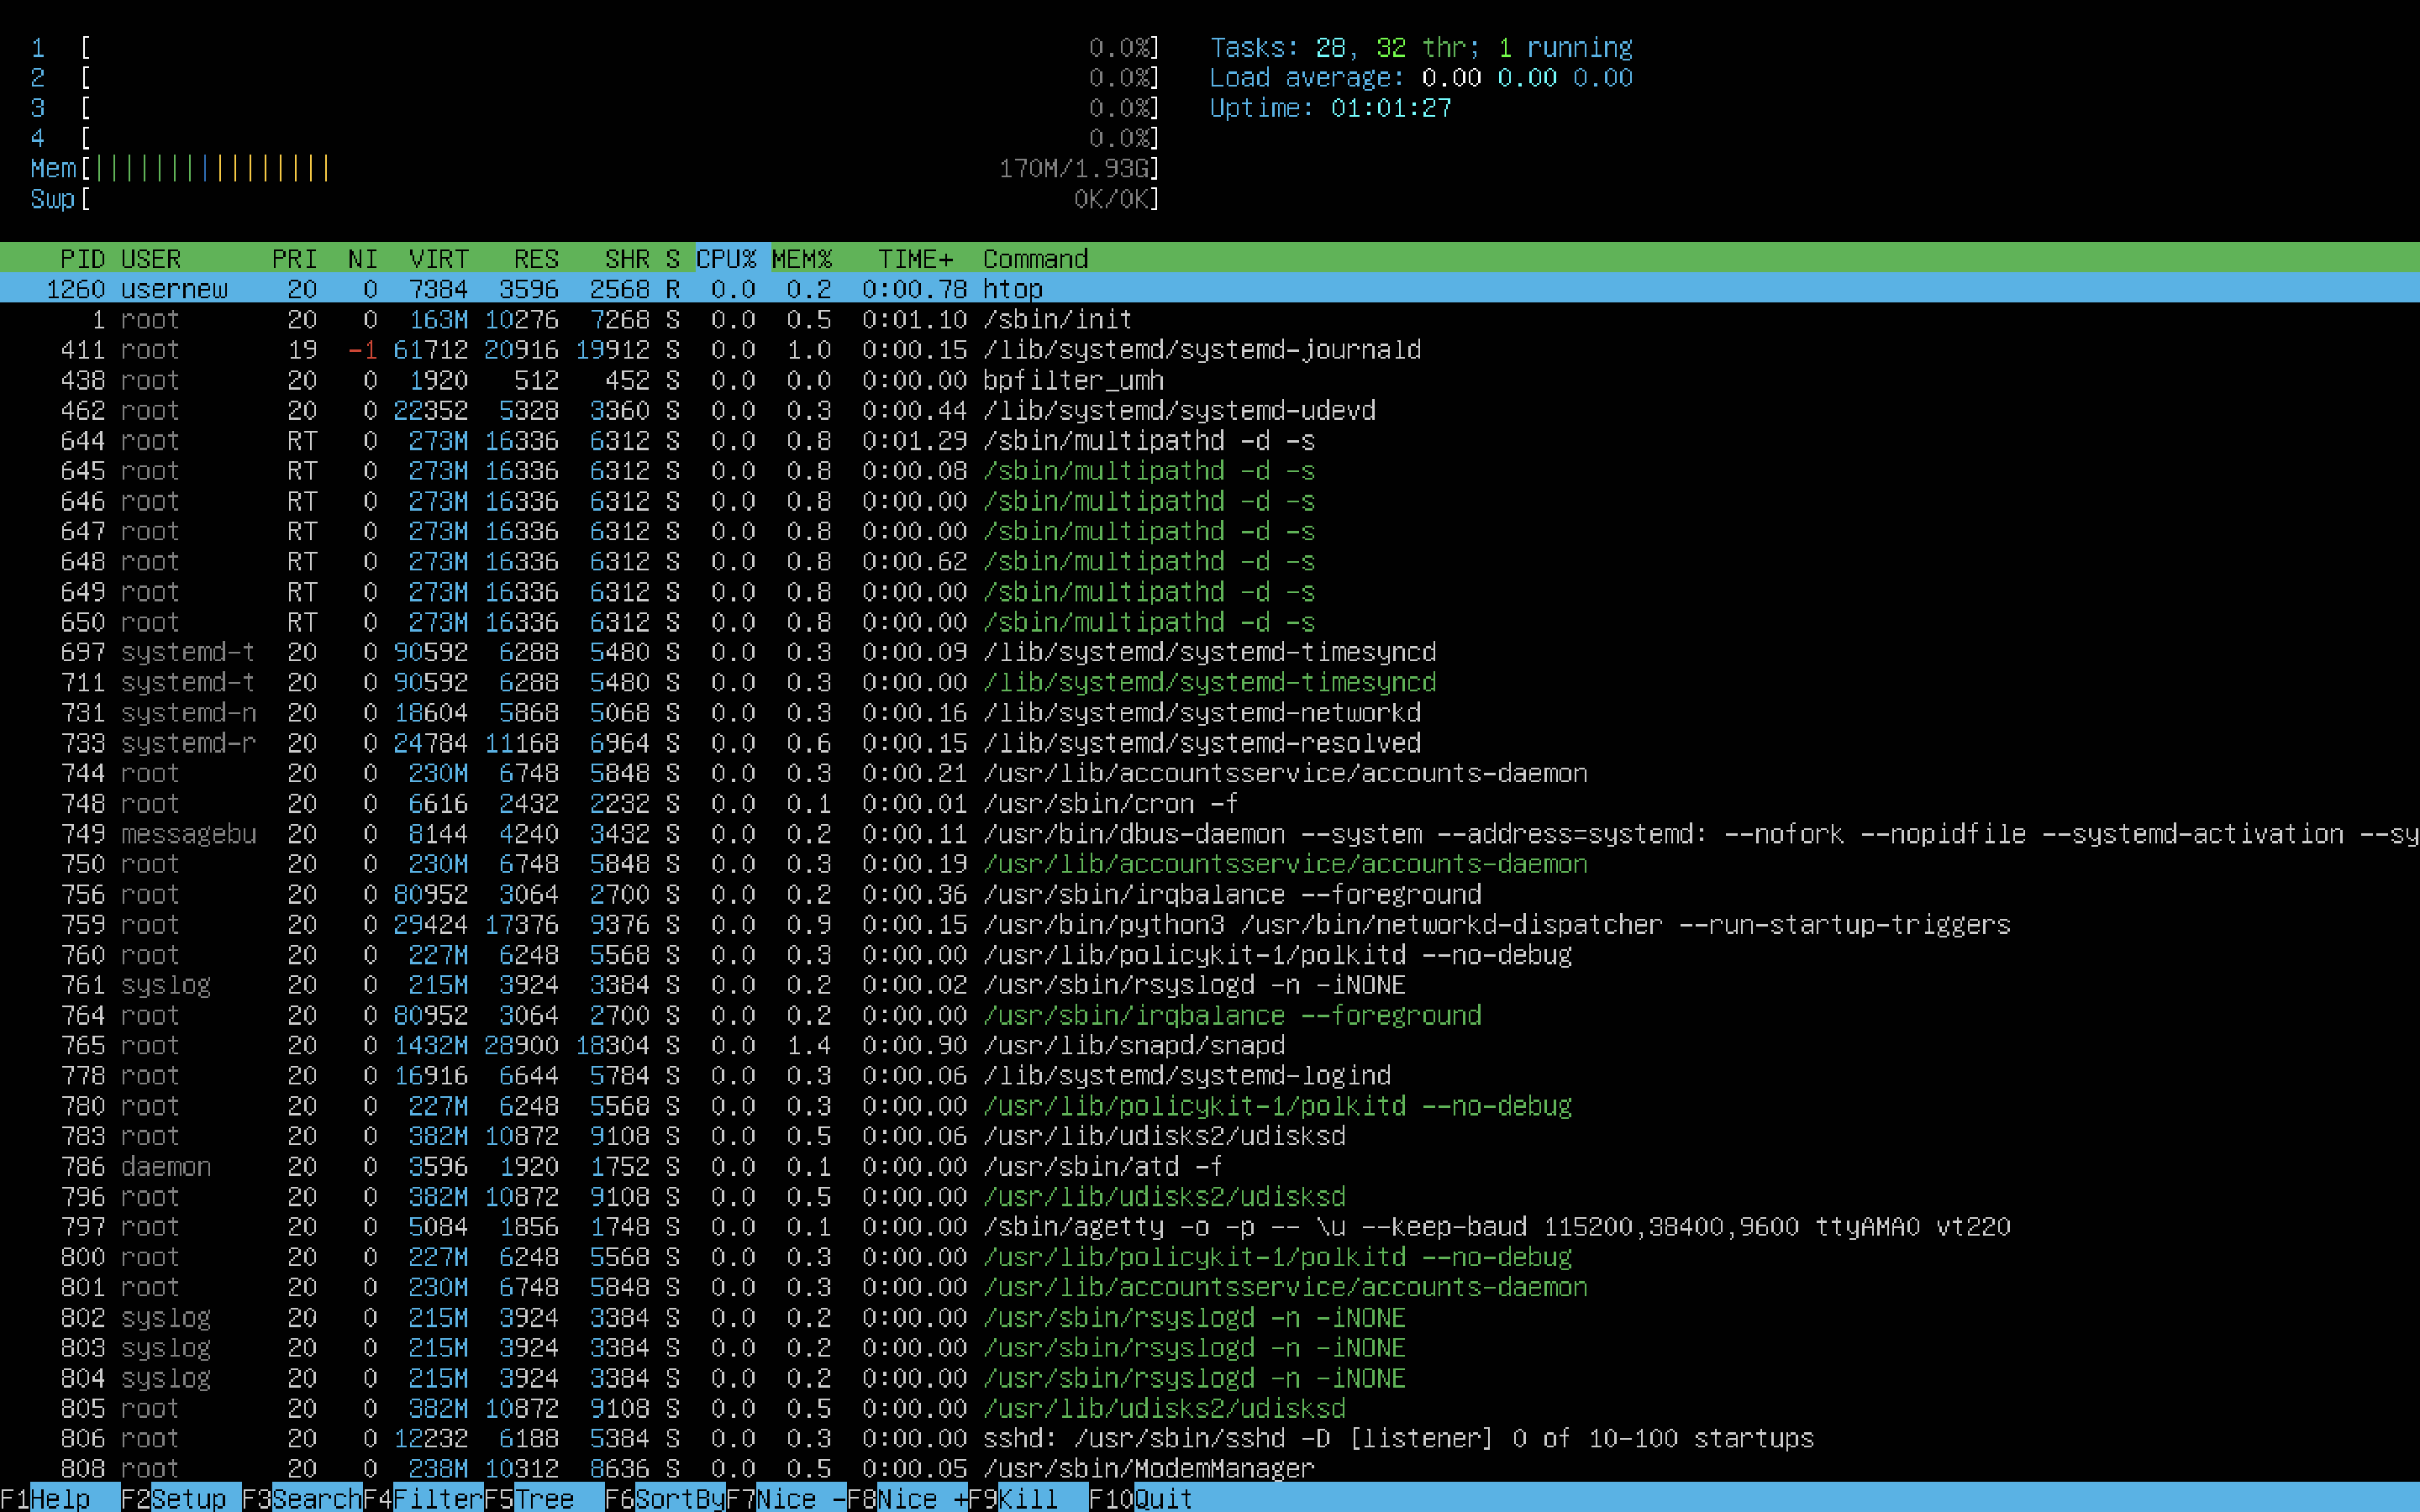 1  [ 0.0%] Tasks: 28, 32 thr; 1 running
2  [ 0.0%] Load average: 0.00 0.00 0.00
3  [ 0.0%] Uptime: 01:01:27
4  [ 0.0%]
Mem[|||||||||||||||| 170M/1.93G]
Swp[ 0K/0K]
PID USER PRI NI VIRT RES SHR S CPU% MEM% TIME+ Command
1260 usernew 20 0 7384 3596 2568 R 0.0 0.2 0:00.78 htop
1 root 20 0 163M 10276 7268 S 0.0 0.5 0:01.10 /sbin/init
411 root 19 -1 61712 20916 19912 S 0.0 1.0 0:00.15 /lib/systemd/systemd-journald
438 root 20 0 1920 512 452 S 0.0 0.0 0:00.00 bpfilter_umh
462 root 20 0 22352 5328 3360 S 0.0 0.3 0:00.44 /lib/systemd/systemd-udevd
644 root RT 0 273M 16336 6312 S 0.0 0.8 0:01.29 /sbin/multipathd -d -s
645 root RT 0 273M 16336 6312 S 0.0 0.8 0:00.08 /sbin/multipathd -d -s
646 root RT 0 273M 16336 6312 S 0.0 0.8 0:00.00 /sbin/multipathd -d -s
647 root RT 0 273M 16336 6312 S 0.0 0.8 0:00.00 /sbin/multipathd -d -s
648 root RT 0 273M 16336 6312 S 0.0 0.8 0:00.62 /sbin/multipathd -d -s
649 root RT 0 273M 16336 6312 S 0.0 0.8 0:00.00 /sbin/multipathd -d -s
650 root RT 0 273M 16336 6312 S 0.0 0.8 0:00.00 /sbin/multipathd -d -s
697 systemd-t 20 0 90592 6288 5480 S 0.0 0.3 0:00.09 /lib/systemd/systemd-timesyncd
711 systemd-t 20 0 90592 6288 5480 S 0.0 0.3 0:00.00 /lib/systemd/systemd-timesyncd
731 systemd-n 20 0 18604 5868 5068 S 0.0 0.3 0:00.16 /lib/systemd/systemd-networkd
733 systemd-r 20 0 24784 11168 6964 S 0.0 0.6 0:00.15 /lib/systemd/systemd-resolved
744 root 20 0 230M 6748 5848 S 0.0 0.3 0:00.21 /usr/lib/accountsservice/accounts-daemon
748 root 20 0 6616 2432 2232 S 0.0 0.1 0:00.01 /usr/sbin/cron -f
749 messagebu 20 0 8144 4240 3432 S 0.0 0.2 0:00.11 /usr/bin/dbus-daemon --system --address=systemd: --nofork --nopidfile --systemd-activation --sy
750 root 20 0 230M 6748 5848 S 0.0 0.3 0:00.19 /usr/lib/accountsservice/accounts-daemon
756 root 20 0 80952 3064 2700 S 0.0 0.2 0:00.36 /usr/sbin/irqbalance --foreground
759 root 20 0 29424 17376 9376 S 0.0 0.9 0:00.15 /usr/bin/python3 /usr/bin/networkd-dispatcher --run-startup-triggers
760 root 20 0 227M 6248 5568 S 0.0 0.3 0:00.00 /usr/lib/policykit-1/polkitd --no-debug
761 syslog 20 0 215M 3924 3384 S 0.0 0.2 0:00.02 /usr/sbin/rsyslogd -n -iNONE
764 root 20 0 80952 3064 2700 S 0.0 0.2 0:00.00 /usr/sbin/irqbalance --foreground
765 root 20 0 1432M 28900 18304 S 0.0 1.4 0:00.90 /usr/lib/snapd/snapd
778 root 20 0 16916 6644 5784 S 0.0 0.3 0:00.06 /lib/systemd/systemd-logind
780 root 20 0 227M 6248 5568 S 0.0 0.3 0:00.00 /usr/lib/policykit-1/polkitd --no-debug
783 root 20 0 382M 10872 9108 S 0.0 0.5 0:00.06 /usr/lib/udisks2/udisksd
786 daemon 20 0 3596 1920 1752 S 0.0 0.1 0:00.00 /usr/sbin/atd -f
796 root 20 0 382M 10872 9108 S 0.0 0.5 0:00.00 /usr/lib/udisks2/udisksd
797 root 20 0 5084 1856 1748 S 0.0 0.1 0:00.00 /sbin/agetty -o -p -- \u --keep-baud 115200,38400,9600 ttyAMA0 vt220
800 root 20 0 227M 6248 5568 S 0.0 0.3 0:00.00 /usr/lib/policykit-1/polkitd --no-debug
801 root 20 0 230M 6748 5848 S 0.0 0.3 0:00.00 /usr/lib/accountsservice/accounts-daemon
802 syslog 20 0 215M 3924 3384 S 0.0 0.2 0:00.00 /usr/sbin/rsyslogd -n -iNONE
803 syslog 20 0 215M 3924 3384 S 0.0 0.2 0:00.00 /usr/sbin/rsyslogd -n -iNONE
804 syslog 20 0 215M 3924 3384 S 0.0 0.2 0:00.00 /usr/sbin/rsyslogd -n -iNONE
805 root 20 0 382M 10872 9108 S 0.0 0.5 0:00.00 /usr/lib/udisks2/udisksd
806 root 20 0 12232 6188 5384 S 0.0 0.3 0:00.00 sshd: /usr/sbin/sshd -D [listener] 0 of 10-100 startups
808 root 20 0 238M 10312 8636 S 0.0 0.5 0:00.05 /usr/sbin/ModemManager
F1Help F2Setup F3SearchF4FilterF5Tree F6SortByF7Nice -F8Nice +F9Kill F10Quit